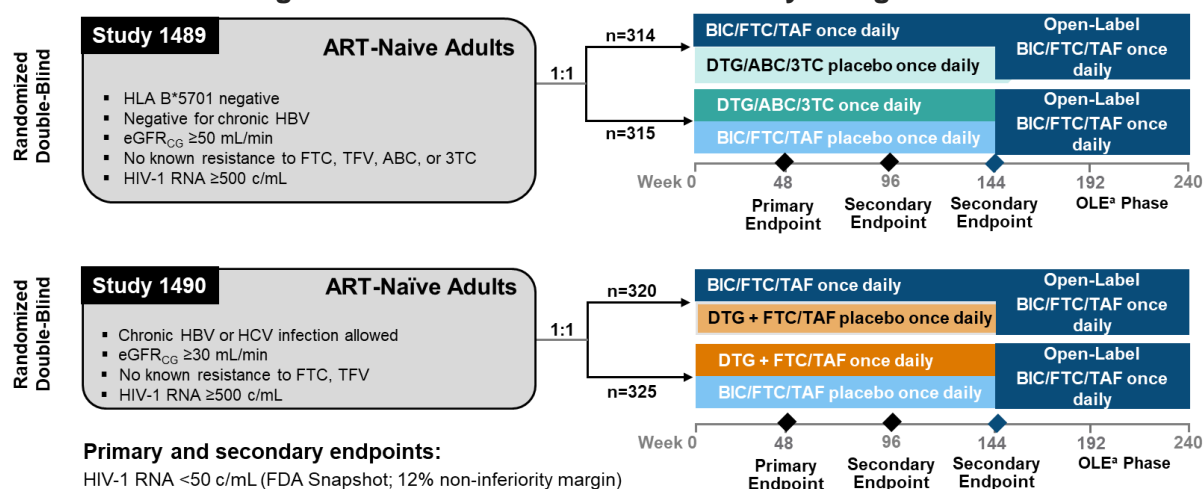 Randomized
Double-Blind
Study 1489
ART-Naive Adults
▪ HLA B*5701 negative
▪ Negative for chronic HBV
▪ eGFRCG ≥50 mL/min
▪ No known resistance to FTC, TFV, ABC, or 3TC
▪ HIV-1 RNA ≥500 c/mL
1:1
n=314
n=315
BIC/FTC/TAF once daily
DTG/ABC/3TC placebo once daily
Open-Label
BIC/FTC/TAF once
daily
DTG/ABC/3TC once daily
BIC/FTC/TAF placebo once daily
Open-Label
BIC/FTC/TAF once
daily
Week 0
48
96
144
192
240
Primary
Endpoint
Secondary
Endpoint
Secondary
Endpoint
OLEª Phase
Randomized
Double-Blind
Study 1490
ART-Naïve Adults
▪ Chronic HBV or HCV infection allowed
▪ eGFRCG ≥30 mL/min
▪ No known resistance to FTC, TFV
▪ HIV-1 RNA ≥500 c/mL
1:1
n=320
n=325
BIC/FTC/TAF once daily
DTG + FTC/TAF placebo once daily
Open-Label
BIC/FTC/TAF once
daily
DTG + FTC/TAF once daily
BIC/FTC/TAF placebo once daily
Open-Label
BIC/FTC/TAF once
daily
Week 0
48
96
144
192
240
Primary
Endpoint
Secondary
Endpoint
Secondary
Endpoint
OLEª Phase
Primary and secondary endpoints:
HIV-1 RNA <50 c/mL (FDA Snapshot; 12% non-inferiority margin)